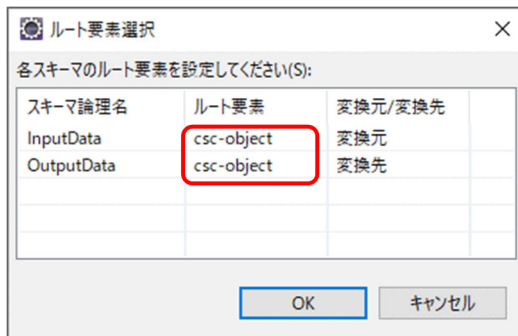 ルート要素選択
各スキーマのルート要素を設定してください(S):
スキーマ論理名 ルート要素 変換元/変換先
InputData csc-object 変換元
OutputData csc-object 変換先
OK キャンセル